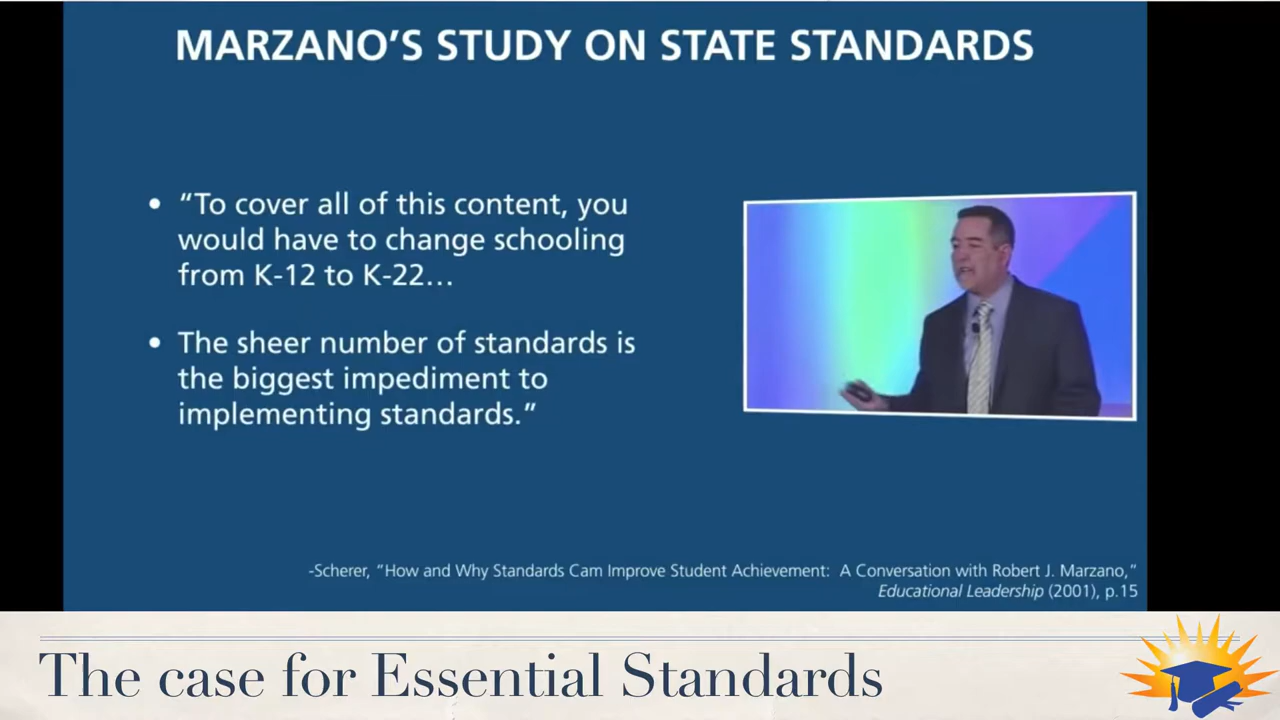 MARZANO'S STUDY ON STATE STANDARDS
• “To cover all of this content, you
would have to change schooling
from K-12 to K-22...
• The sheer number of standards is
the biggest impediment to
implementing standards.”
-Scherer, “How and Why Standards Cam Improve Student Achievement: A Conversation with Robert J. Marzano,”
Educational Leadership (2001), p.15
The case for Essential Standards